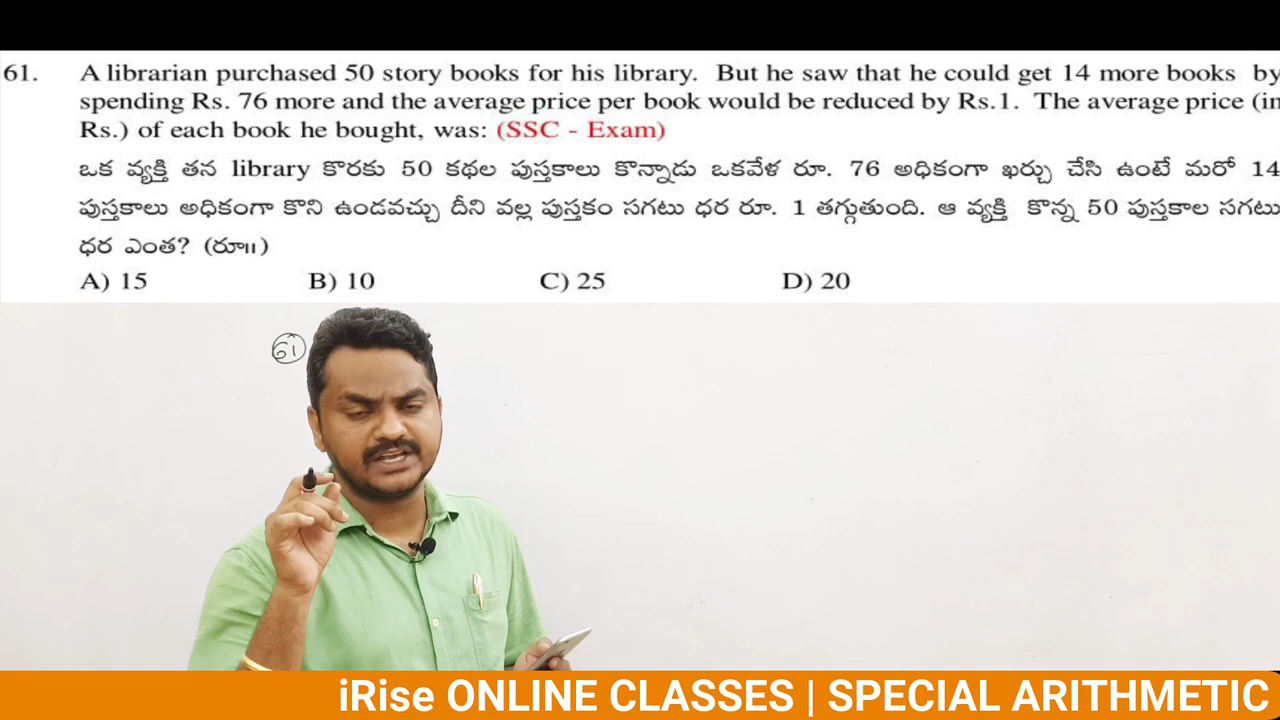 61. A librarian purchased 50 story books for his library. But he saw that he could get 14 more books by
spending Rs. 76 more and the average price per book would be reduced by Rs.1. The average price (in
Rs.) of each book he bought, was: (SSC - Exam)
ఒక వ్యక్తి తన library కొరకు 50 కథల పుస్తకాలు కొన్నాడు ఒకవేళ రూ. 76 అధికంగా ఖర్చు చేసి ఉంటే మరో 14
పుస్తకాలు అధికంగా కొని ఉండవచ్చు దీని వల్ల పుస్తకం సగటు ధర రూ. 1 తగ్గుతుంది. ఆ వ్యక్తి కొన్న 50 పుస్తకాల సగటు
ధర ఎంత? (రూ॥)
A) 15 B) 10 C) 25 D) 20
61
iRise ONLINE CLASSES | SPECIAL ARITHMETIC